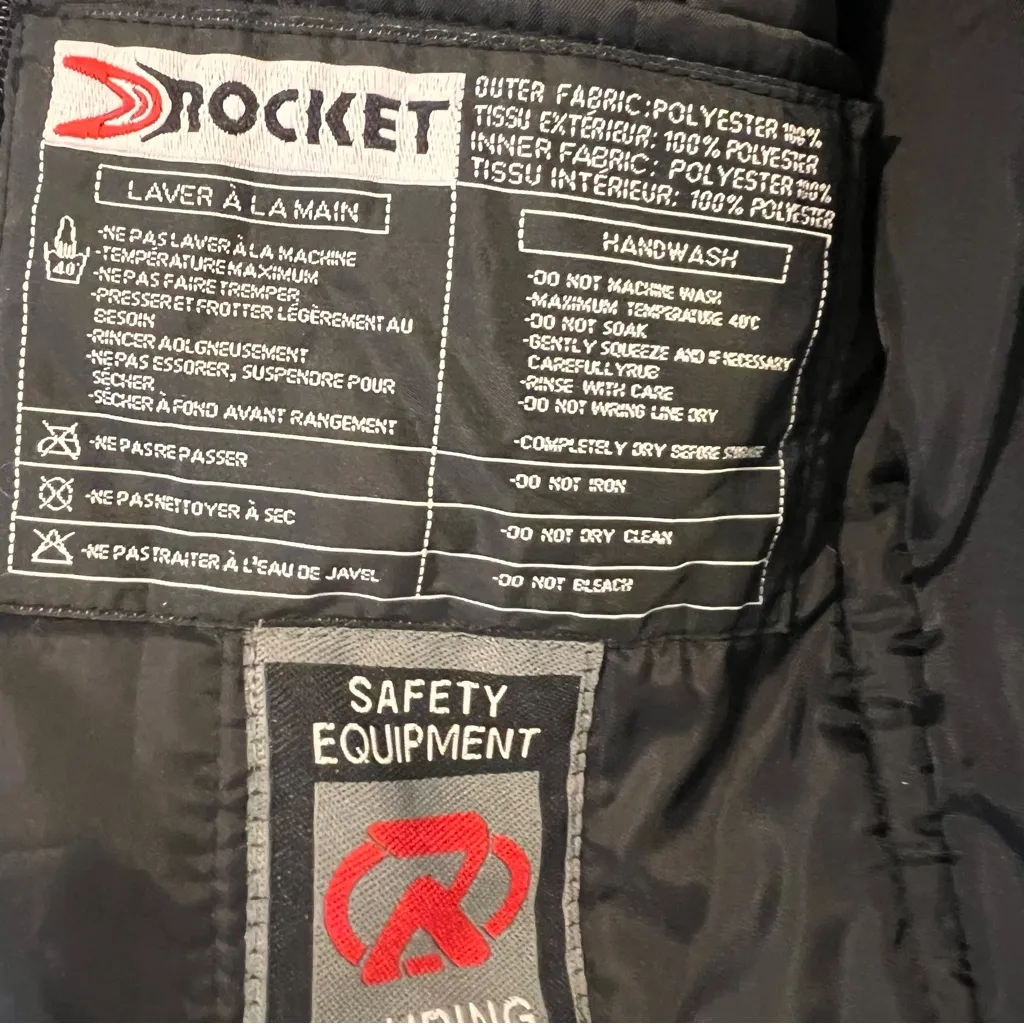 ROCKET
OUTER FABRIC: POLYESTER 100%
TISSU EXTÉRIEUR: 100% POLYESTER
INNER FABRIC: POLYESTER 100%
TISSU INTÉRIEUR: 100% POLYESTER
LAVER À LA MAIN
40°
-NE PAS LAVER À LA MACHINE
-TEMPÉRATURE MAXIMUM
-NE PAS FAIRE TREMPER
-PRESSER ET FROTTER LÉGÈREMENT AU
BESOIN
-RINCER AOLGNEUSEMENT
-NE PAS ESSORER, SUSPENDRE POUR
SÉCHER
-SÉCHER À FOND AVANT RANGEMENT
-NE PAS REPASSER
-NE PAS NETTOYER À SEC
-NE PAS TRAITER À L'EAU DE JAVEL
HANDWASH
-DO NOT MACHINE WASH
-MAXIMUM TEMPERATURE 40°C
-DO NOT SOAK
-GENTLY SQUEEZE AND IF NECESSARY
CAREFULLY RUB
-RINSE WITH CARE
-DO NOT WRING LINE DRY
-COMPLETELY DRY BEFORE STORAGE
-DO NOT IRON
-DO NOT DRY CLEAN
-DO NOT BLEACH
SAFETY
EQUIPMENT